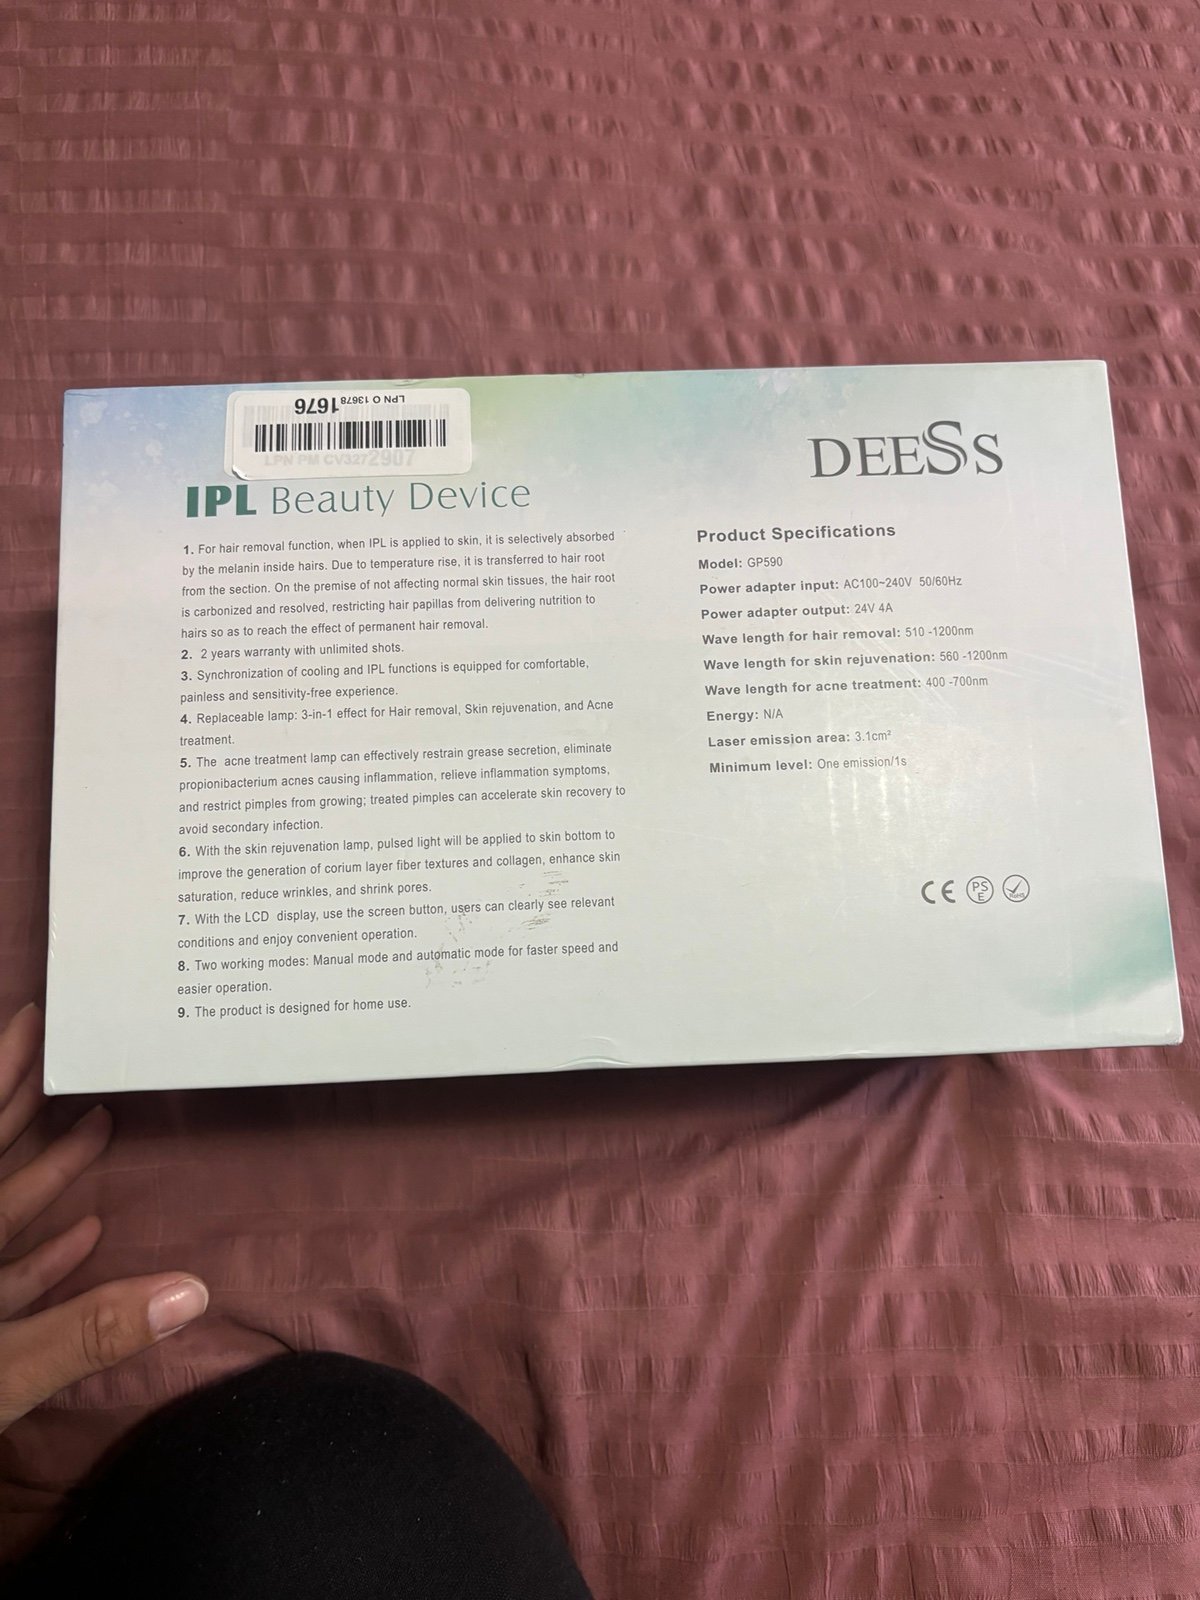 LPN O 13678 1676
LPN PM CV3272907
IPL Beauty Device
1. For hair removal function, when IPL is applied to skin, it is selectively absorbed
by the melanin inside hairs. Due to temperature rise, it is transferred to hair root
from the section. On the premise of not affecting normal skin tissues, the hair root
is carbonized and resolved, restricting hair papillas from delivering nutrition to
hairs so as to reach the effect of permanent hair removal.
2. 2 years warranty with unlimited shots.
3. Synchronization of cooling and IPL functions is equipped for comfortable,
painless and sensitivity-free experience.
4. Replaceable lamp: 3-in-1 effect for Hair removal, Skin rejuvenation, and Acne
treatment.
5. The acne treatment lamp can effectively restrain grease secretion, eliminate
propionibacterium acnes causing inflammation, relieve inflammation symptoms,
and restrict pimples from growing; treated pimples can accelerate skin recovery to
avoid secondary infection.
6. With the skin rejuvenation lamp, pulsed light will be applied to skin bottom to
improve the generation of corium layer fiber textures and collagen, enhance skin
saturation, reduce wrinkles, and shrink pores.
7. With the LCD display, use the screen button, users can clearly see relevant
conditions and enjoy convenient operation.
8. Two working modes: Manual mode and automatic mode for faster speed and
easier operation.
9. The product is designed for home use.
DEESS
Product Specifications
Model: GP590
Power adapter input: AC100~240V 50/60Hz
Power adapter output: 24V 4A
Wave length for hair removal: 510 -1200nm
Wave length for skin rejuvenation: 560 -1200nm
Wave length for acne treatment: 400 -700nm
Energy: N/A
Laser emission area: 3.1cm²
Minimum level: One emission/1s
CE PSE RoHS